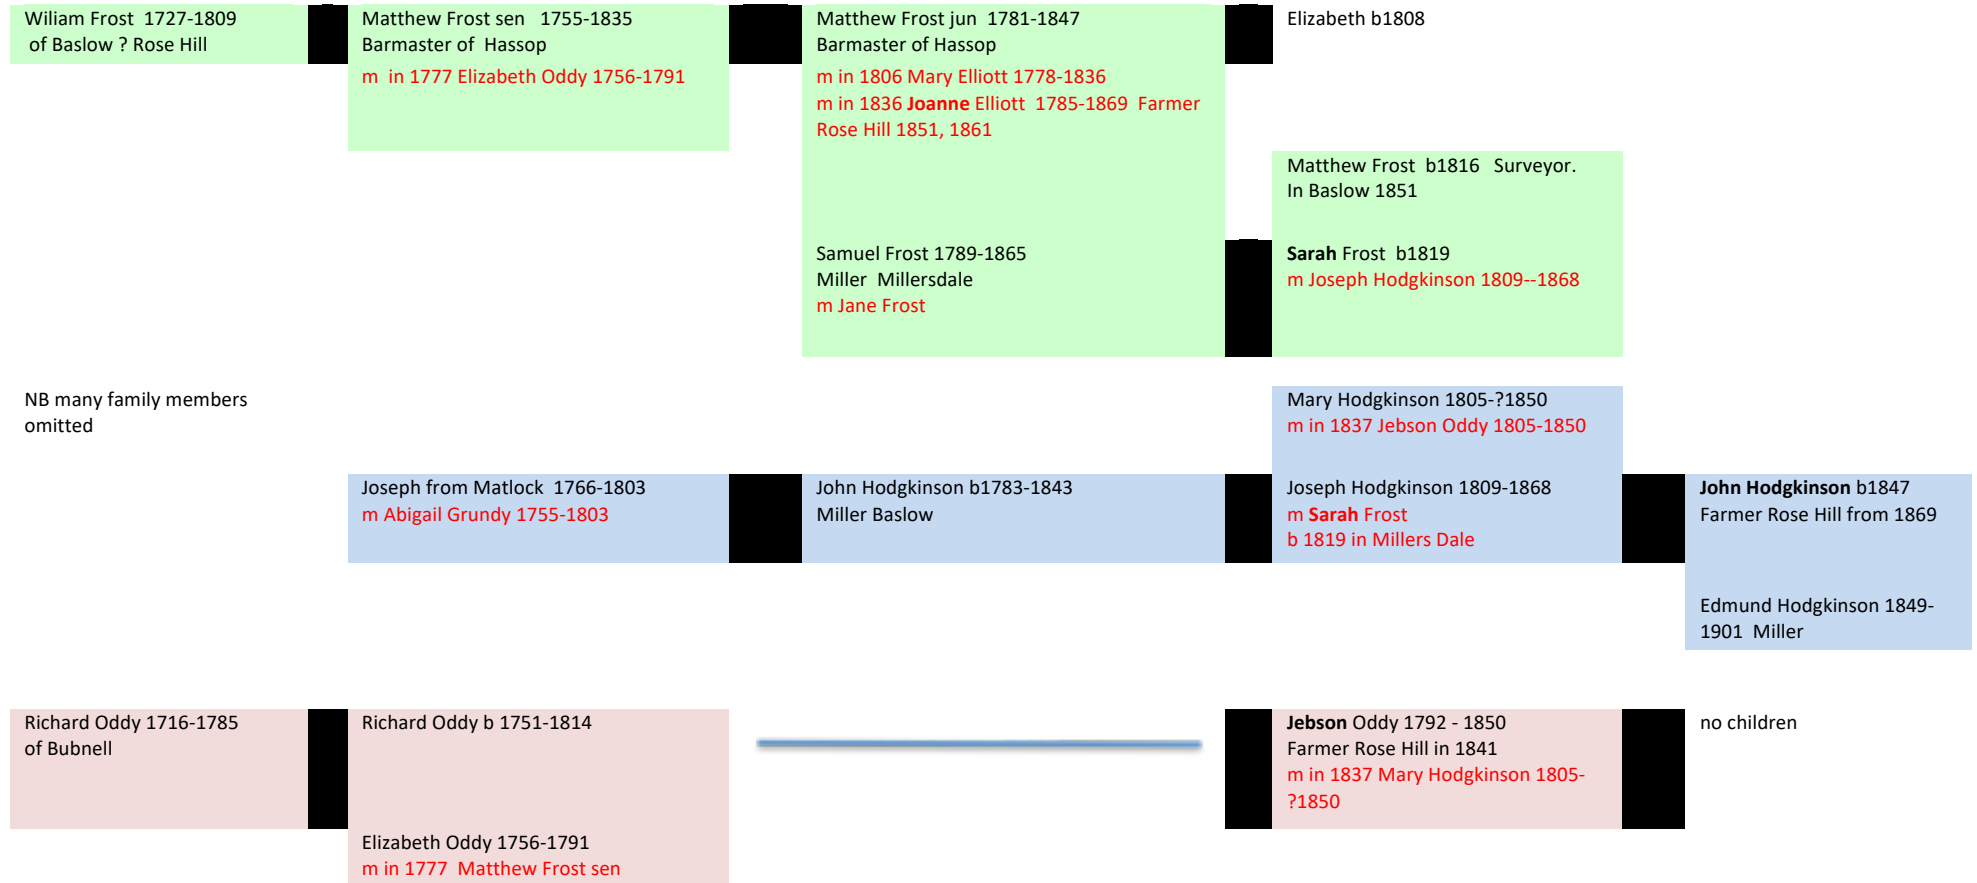 Wiliam Frost 1727-1809
of Baslow ? Rose Hill
Matthew Frost sen 1755-1835
Barmaster of Hassop
m in 1777 Elizabeth Oddy 1756-1791
Matthew Frost jun 1781-1847
Barmaster of Hassop
m in 1806 Mary Elliott 1778-1836
m in 1836 Joanne Elliott 1785-1869 Farmer
Rose Hill 1851, 1861
Elizabeth b1808
Matthew Frost b1816 Surveyor.
In Baslow 1851
Samuel Frost 1789-1865
Miller Millersdale
m Jane Frost
Sarah Frost b1819
m Joseph Hodgkinson 1809--1868
NB many family members
omitted
Mary Hodgkinson 1805-?1850
m in 1837 Jebson Oddy 1805-1850
Joseph from Matlock 1766-1803
m Abigail Grundy 1755-1803
John Hodgkinson b1783-1843
Miller Baslow
Joseph Hodgkinson 1809-1868
m Sarah Frost
b 1819 in Millers Dale
John Hodgkinson b1847
Farmer Rose Hill from 1869
Edmund Hodgkinson 1849-
1901 Miller
Richard Oddy 1716-1785
of Bubnell
Richard Oddy b 1751-1814
Jebson Oddy 1792 - 1850
Farmer Rose Hill in 1841
m in 1837 Mary Hodgkinson 1805-
?1850
no children
Elizabeth Oddy 1756-1791
m in 1777 Matthew Frost sen